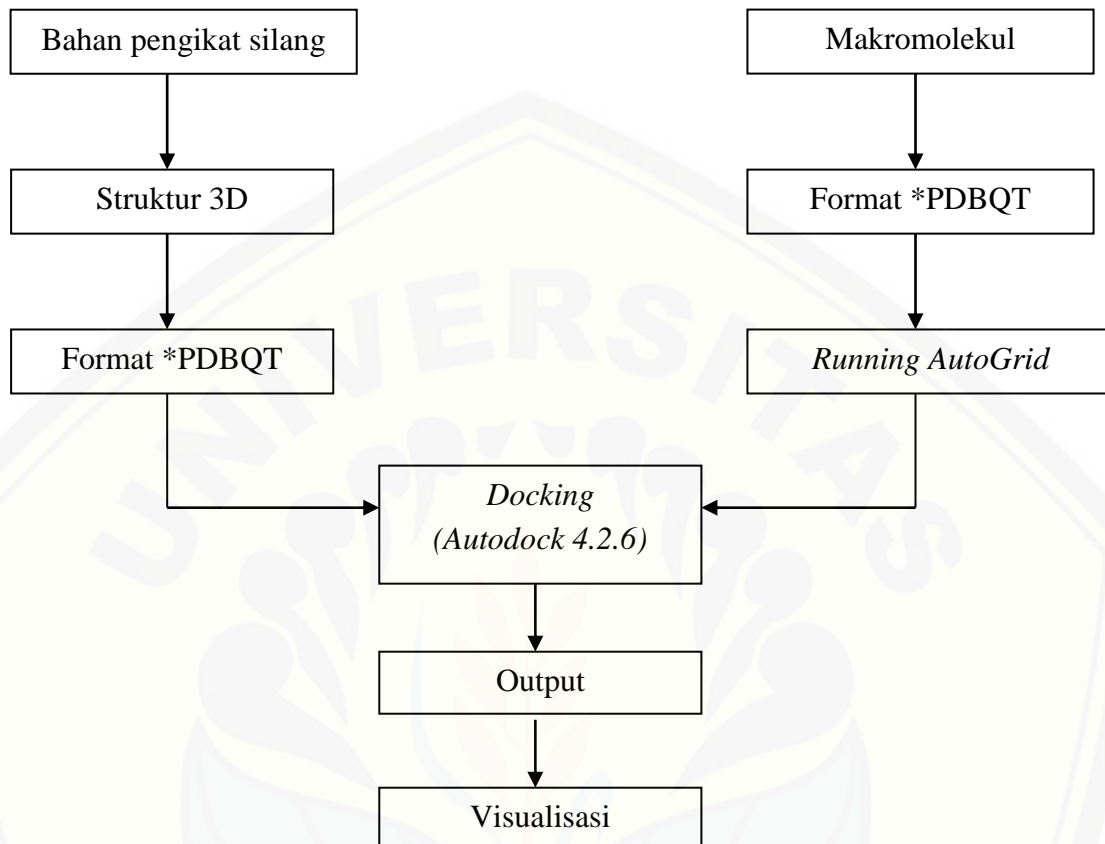 Bahan pengikat silang
Makromolekul
Struktur 3D
Format *PDBQT
Format *PDBQT
Running AutoGrid
Docking
(Autodock 4.2.6)
Output
Visualisasi
UNIVERSITAS